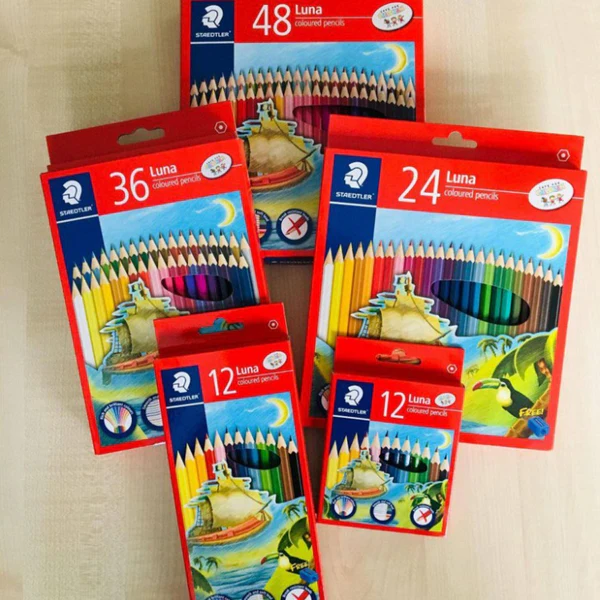 STAEDTLER
48 Luna
coloured pencils
STAEDTLER
36 Luna
coloured pencils
STAEDTLER
24 Luna
coloured pencils
FREE!
STAEDTLER
12 Luna
coloured pencils
STAEDTLER
12 Luna
coloured pencils